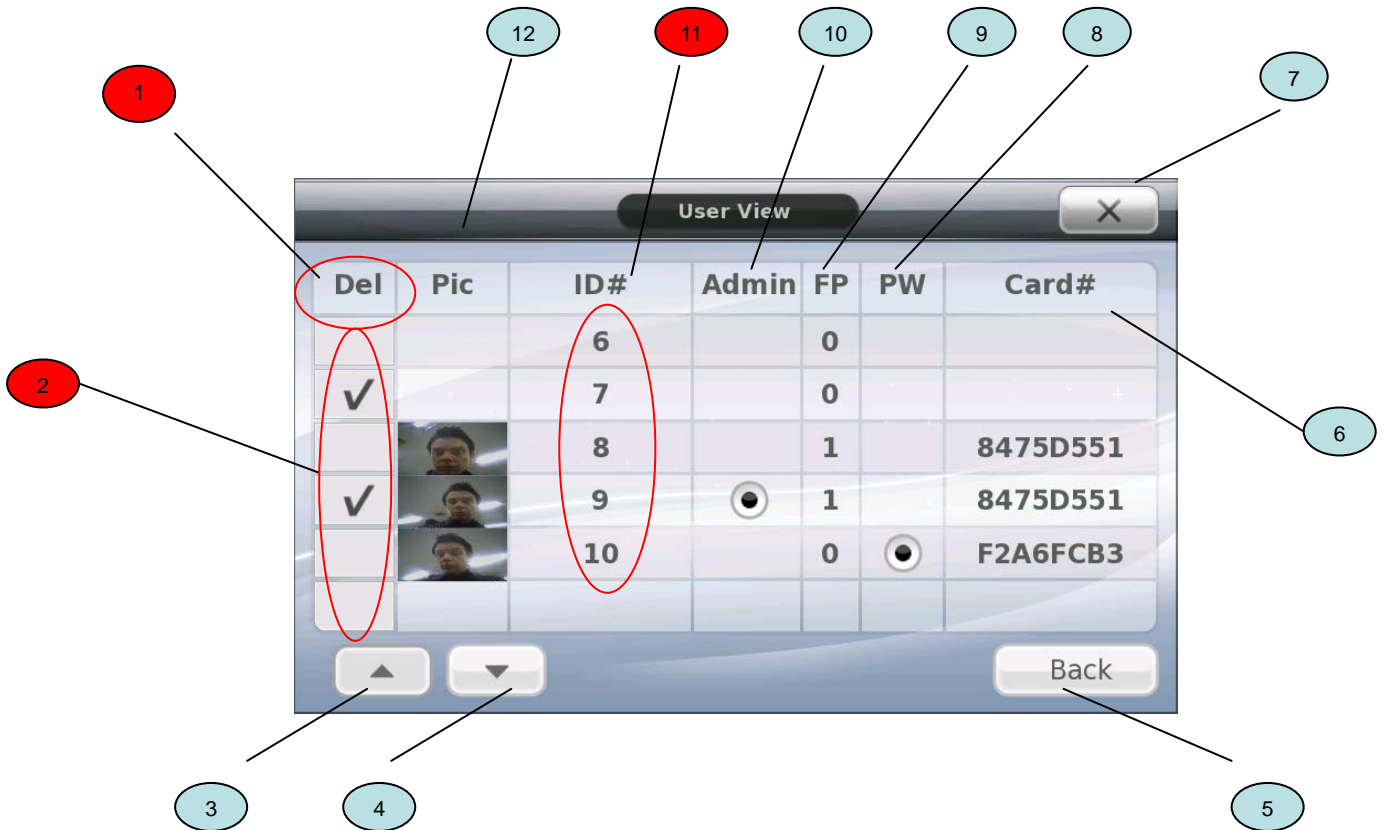 12 11 10 9 8
7
1
User View
Del Pic ID# Admin FP PW Card#
6 0
7 0
2
8 1 8475D551
6
9 1 8475D551
10 0 F2A6FCB3
Back
3 4 5